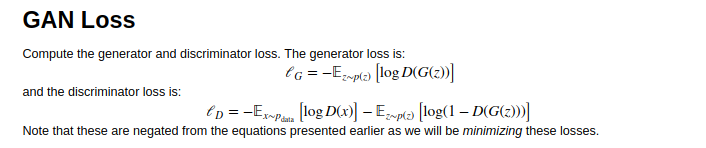 GAN Loss
Compute the generator and discriminator loss. The generator loss is:
ℓ_G = −𝔼_{z∼p(z)} [log D(G(z))]
and the discriminator loss is:
ℓ_D = −𝔼_{x∼p_data} [log D(x)] − 𝔼_{z∼p(z)} [log(1 − D(G(z)))]
Note that these are negated from the equations presented earlier as we will be minimizing these losses.